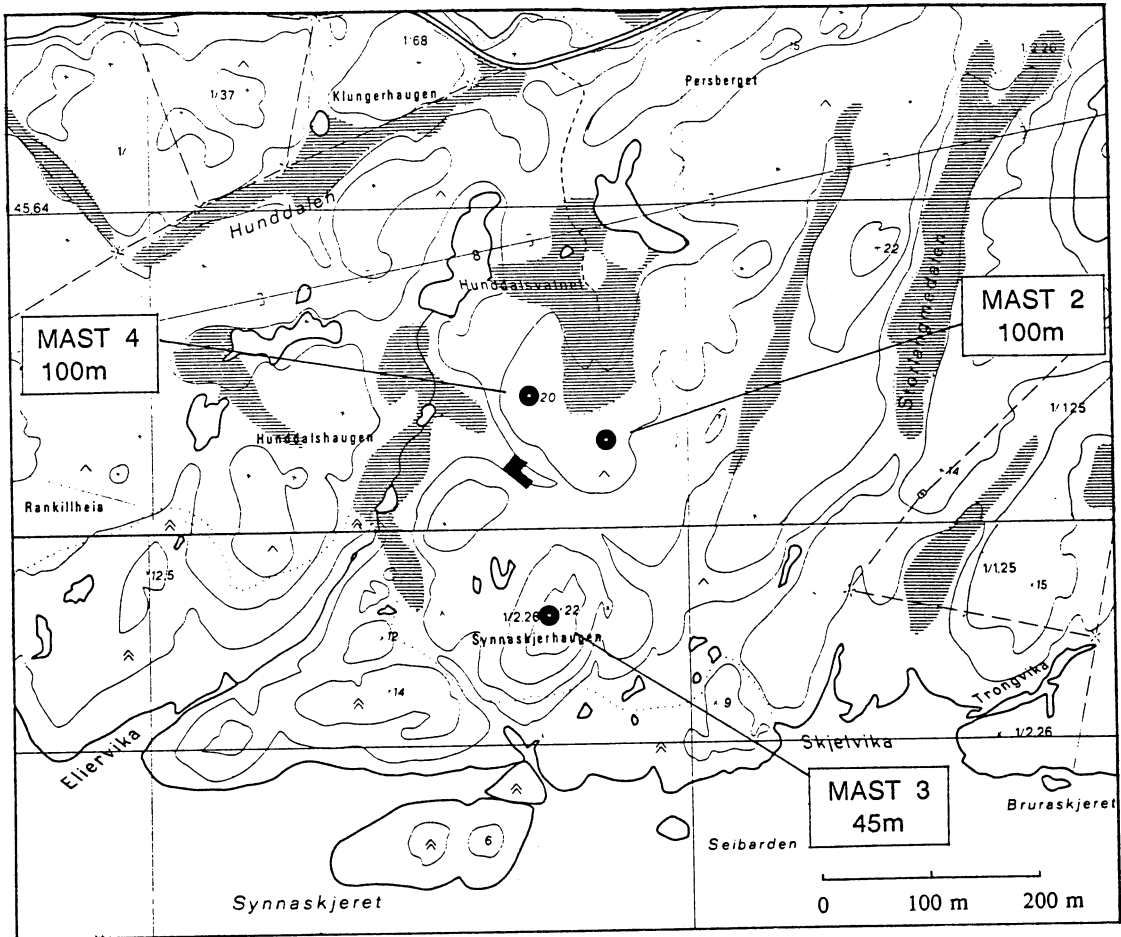 1/68
1/2.26
1/37
Klungerhaugen
15
Persberget
1/
45.64
Hunddalen
22
8
Hunddalsvatnet
MAST 4
100m
MAST 2
100m
Storlangmedalen
20
1/1.25
Hunddalshaugen
14
Rankillheia
12.5
1/1.25
15
22
1/2.26
12
Synnaskjerhaugen
14
9
Trongvika
1/2.26
Eliervika
Skjelvika
MAST 3
45m
Bruraskjeret
6
Seibarden
Synnaskjeret
0 100 m 200 m